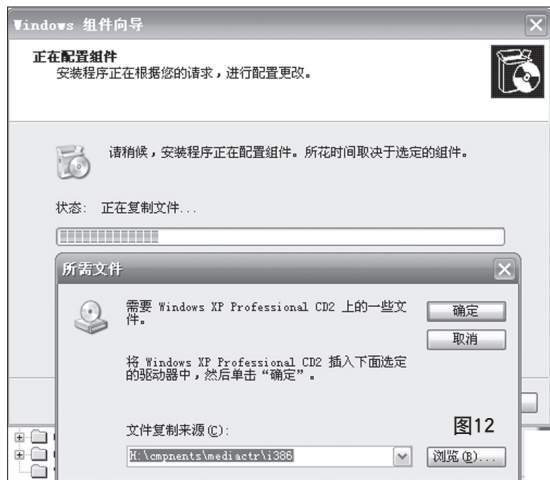 Windows 组件向导
正在配置组件
安装程序正在根据您的请求，进行配置更改。
请稍候，安装程序正在配置组件。所花时间取决于选定的组件。
状态： 正在复制文件...
所需文件
需要 Windows XP Professional CD2 上的一些文
件。
确定
取消
将 Windows XP Professional CD2 插入下面选定
的驱动器中，然后单击“确定”。
文件复制来源(C)：
图12
H:\cmpnents\mediactr\i386
浏览(B)...